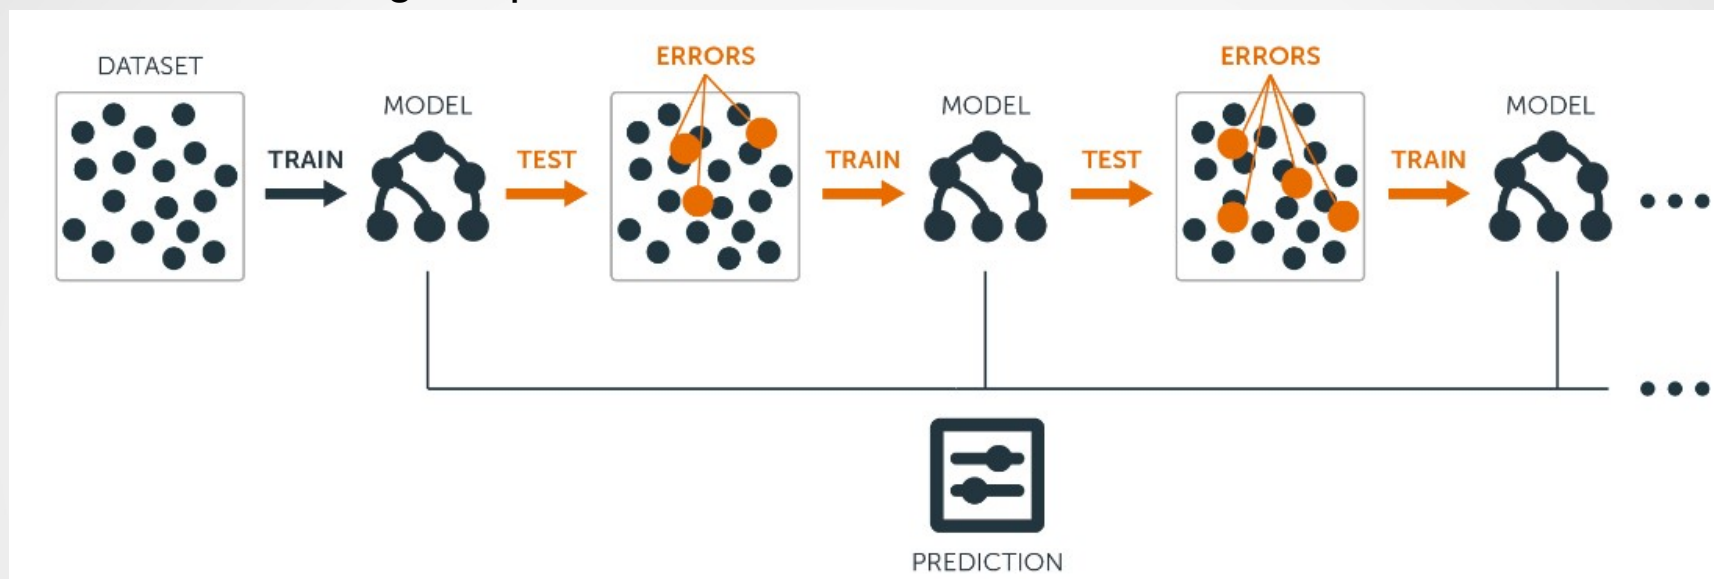 DATASET
MODEL
ERRORS
MODEL
ERRORS
MODEL
TRAIN
TEST
TRAIN
TEST
TRAIN
PREDICTION